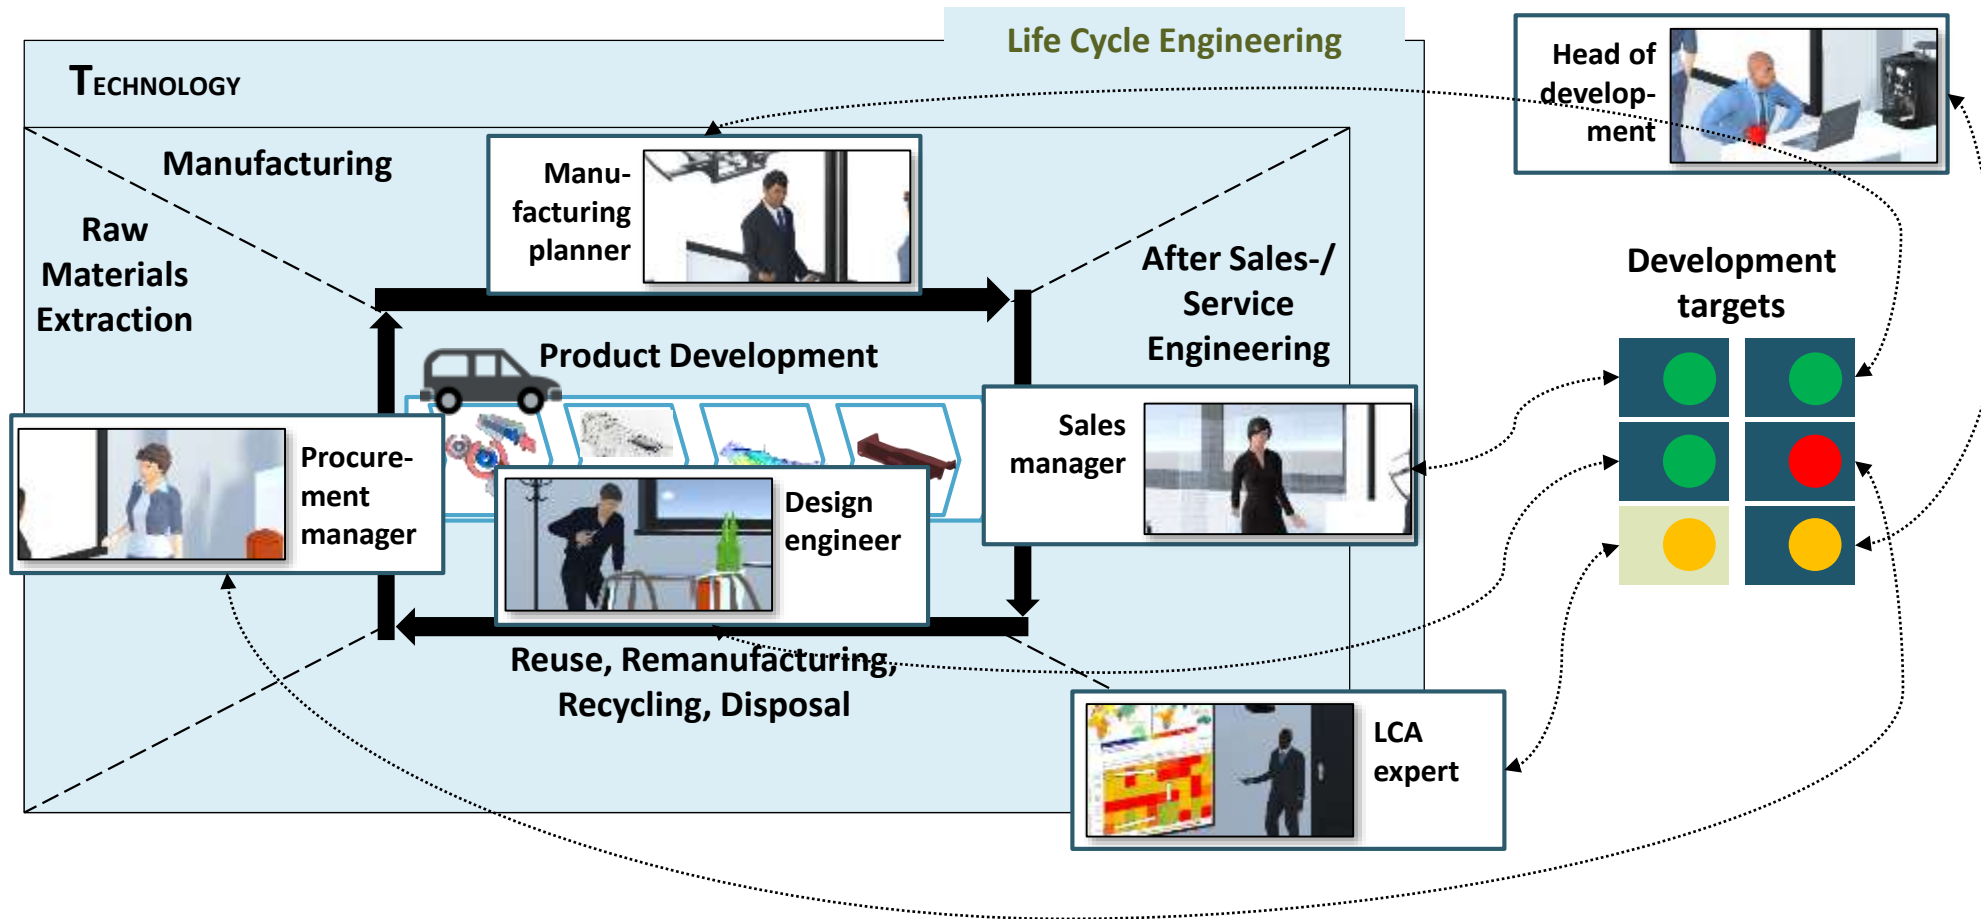 Life Cycle Engineering
TECHNOLOGY
Head of
develop-
ment
Manufacturing
Manu-
facturing
planner
Raw
Materials
Extraction
After Sales-/
Service
Engineering
Development
targets
Product Development
Procure-
ment
manager
Sales
manager
Design
engineer
Reuse, Remanufacturing,
Recycling, Disposal
LCA
expert